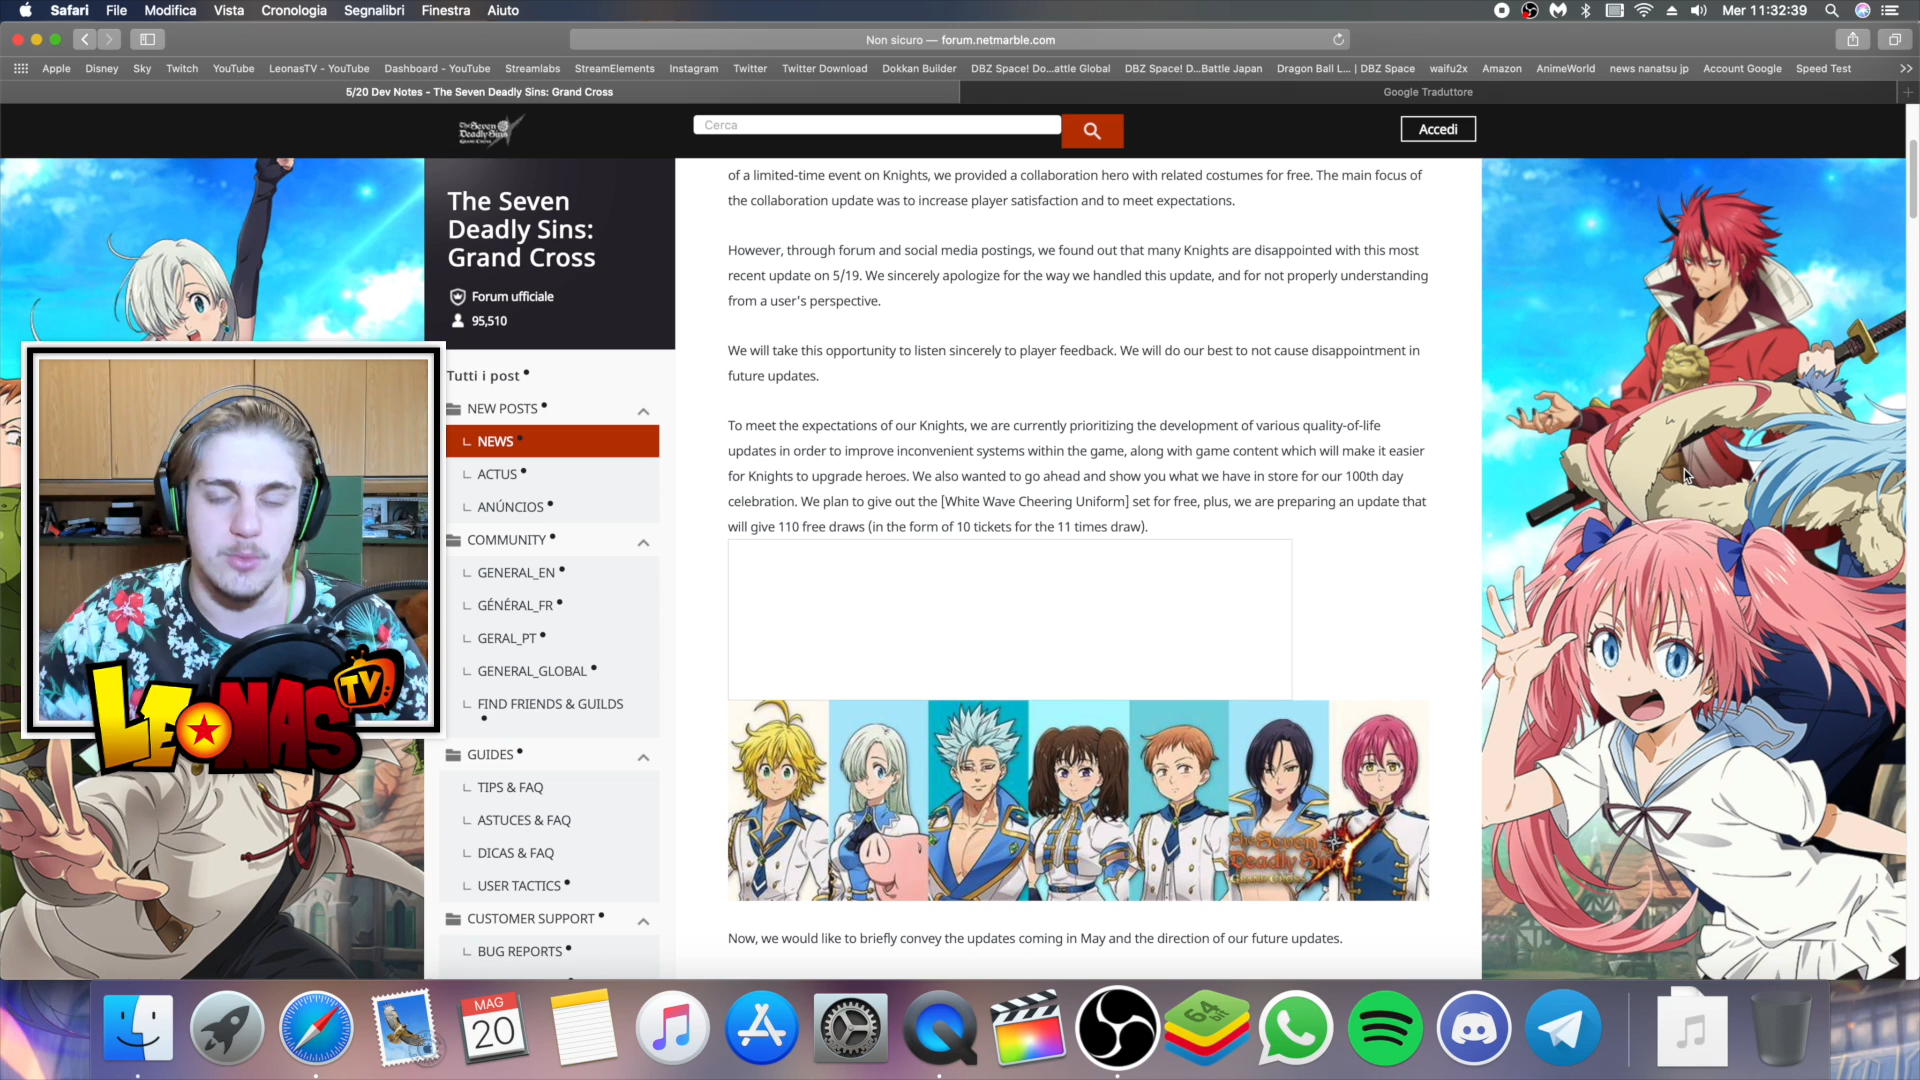 Safari File Modifica Vista Cronologia Segnalibri Finestra Aiuto Mer 11:32:39
Non sicuro — forum.netmarble.com
Apple Disney Sky Twitch YouTube LeonasTV - YouTube Dashboard - YouTube Streamlabs StreamElements Instagram Twitter Twitter Download Dokkan Builder DBZ Space! Do...attle Global DBZ Space! D...Battle Japan Dragon Ball L... | DBZ Space waifu2x Amazon AnimeWorld news nanatsu jp Account Google Speed Test
5/20 Dev Notes - The Seven Deadly Sins: Grand Cross Google Traduttore
The Seven
Deadly Sins
GRAND CROSS
Cerca
Accedi
The Seven
Deadly Sins:
Grand Cross
Forum ufficiale
95,510
Tutti i post
NEW POSTS
NEWS
ACTUS
ANÚNCIOS
COMMUNITY
GENERAL_EN
GÉNÉRAL_FR
GERAL_PT
GENERAL_GLOBAL
FIND FRIENDS & GUILDS
GUIDES
TIPS & FAQ
ASTUCES & FAQ
DICAS & FAQ
USER TACTICS
CUSTOMER SUPPORT
BUG REPORTS
of a limited-time event on Knights, we provided a collaboration hero with related costumes for free. The main focus of
the collaboration update was to increase player satisfaction and to meet expectations.
However, through forum and social media postings, we found out that many Knights are disappointed with this most
recent update on 5/19. We sincerely apologize for the way we handled this update, and for not properly understanding
from a user's perspective.
We will take this opportunity to listen sincerely to player feedback. We will do our best to not cause disappointment in
future updates.
To meet the expectations of our Knights, we are currently prioritizing the development of various quality-of-life
updates in order to improve inconvenient systems within the game, along with game content which will make it easier
for Knights to upgrade heroes. We also wanted to go ahead and show you what we have in store for our 100th day
celebration. We plan to give out the [White Wave Cheering Uniform] set for free, plus, we are preparing an update that
will give 110 free draws (in the form of 10 tickets for the 11 times draw).
The Seven
Deadly Sins
Grand Cross
Now, we would like to briefly convey the updates coming in May and the direction of our future updates.
LEONAS TV
MAG
20
64
bit